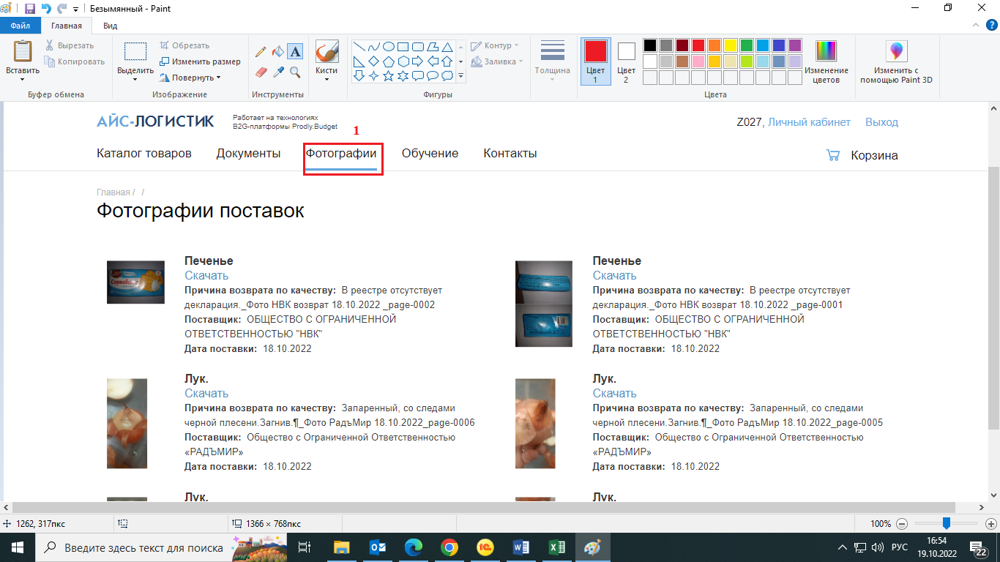 Безымянный - Paint
Файл
Главная
Вид
Вставить
Вырезать
Копировать
Буфер обмена
Выделить
Обрезать
Изменить размер
Повернуть
Изображение
A
Инструменты
Кисти
Фигуры
Контур
Заливка
Толщина
Цвет
1
Цвет
2
Изменение
цветов
Цвета
Изменить с
помощью Paint 3D
АЙС-ЛОГИСТИК
Работает на технологиях
B2G-платформы Prodly.Budget
1
Z027, Личный кабинет
Выход
Каталог товаров
Документы
Фотографии
Обучение
Контакты
Корзина
Главная / /
Фотографии поставок
Печенье
Скачать
Причина возврата по качеству: В реестре отсутствует
декларация._Фото НВК возврат 18.10.2022 _page-0002
Поставщик: ОБЩЕСТВО С ОГРАНИЧЕННОЙ
ОТВЕТСТВЕННОСТЬЮ "НВК"
Дата поставки: 18.10.2022
Печенье
Скачать
Причина возврата по качеству: В реестре отсутствует
декларация._Фото НВК возврат 18.10.2022 _page-0001
Поставщик: ОБЩЕСТВО С ОГРАНИЧЕННОЙ
ОТВЕТСТВЕННОСТЬЮ "НВК"
Дата поставки: 18.10.2022
Лук.
Скачать
Причина возврата по качеству: Запаренный, со следами
черной плесени.Загнив.¶_Фото РадъМир 18.10.2022_page-0006
Поставщик: Общество с Ограниченной Ответственностью
«РАДЪМИР»
Дата поставки: 18.10.2022
Лук.
Скачать
Причина возврата по качеству: Запаренный, со следами
черной плесени.Загнив.¶_Фото РадъМир 18.10.2022_page-0005
Поставщик: Общество с Ограниченной Ответственностью
«РАДЪМИР»
Дата поставки: 18.10.2022
Лук.
Лук.
1262, 317пкс
1366 × 768пкс
100%
Введите здесь текст для поиска
РУС
16:54
19.10.2022
22